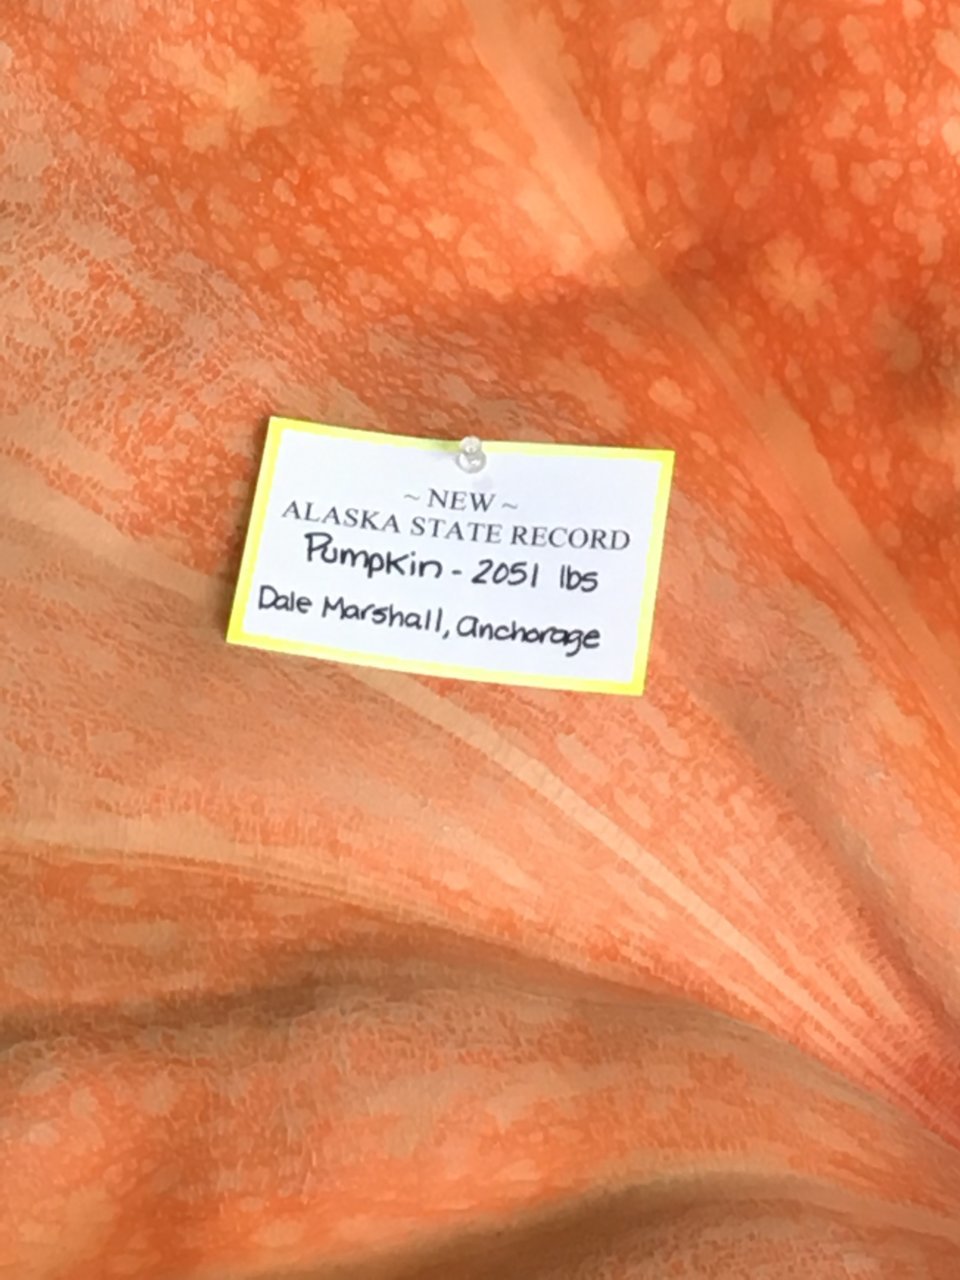 ~ NEW ~
ALASKA STATE RECORD
Pumpkin - 2051 lbs
Dale Marshall, Anchorage